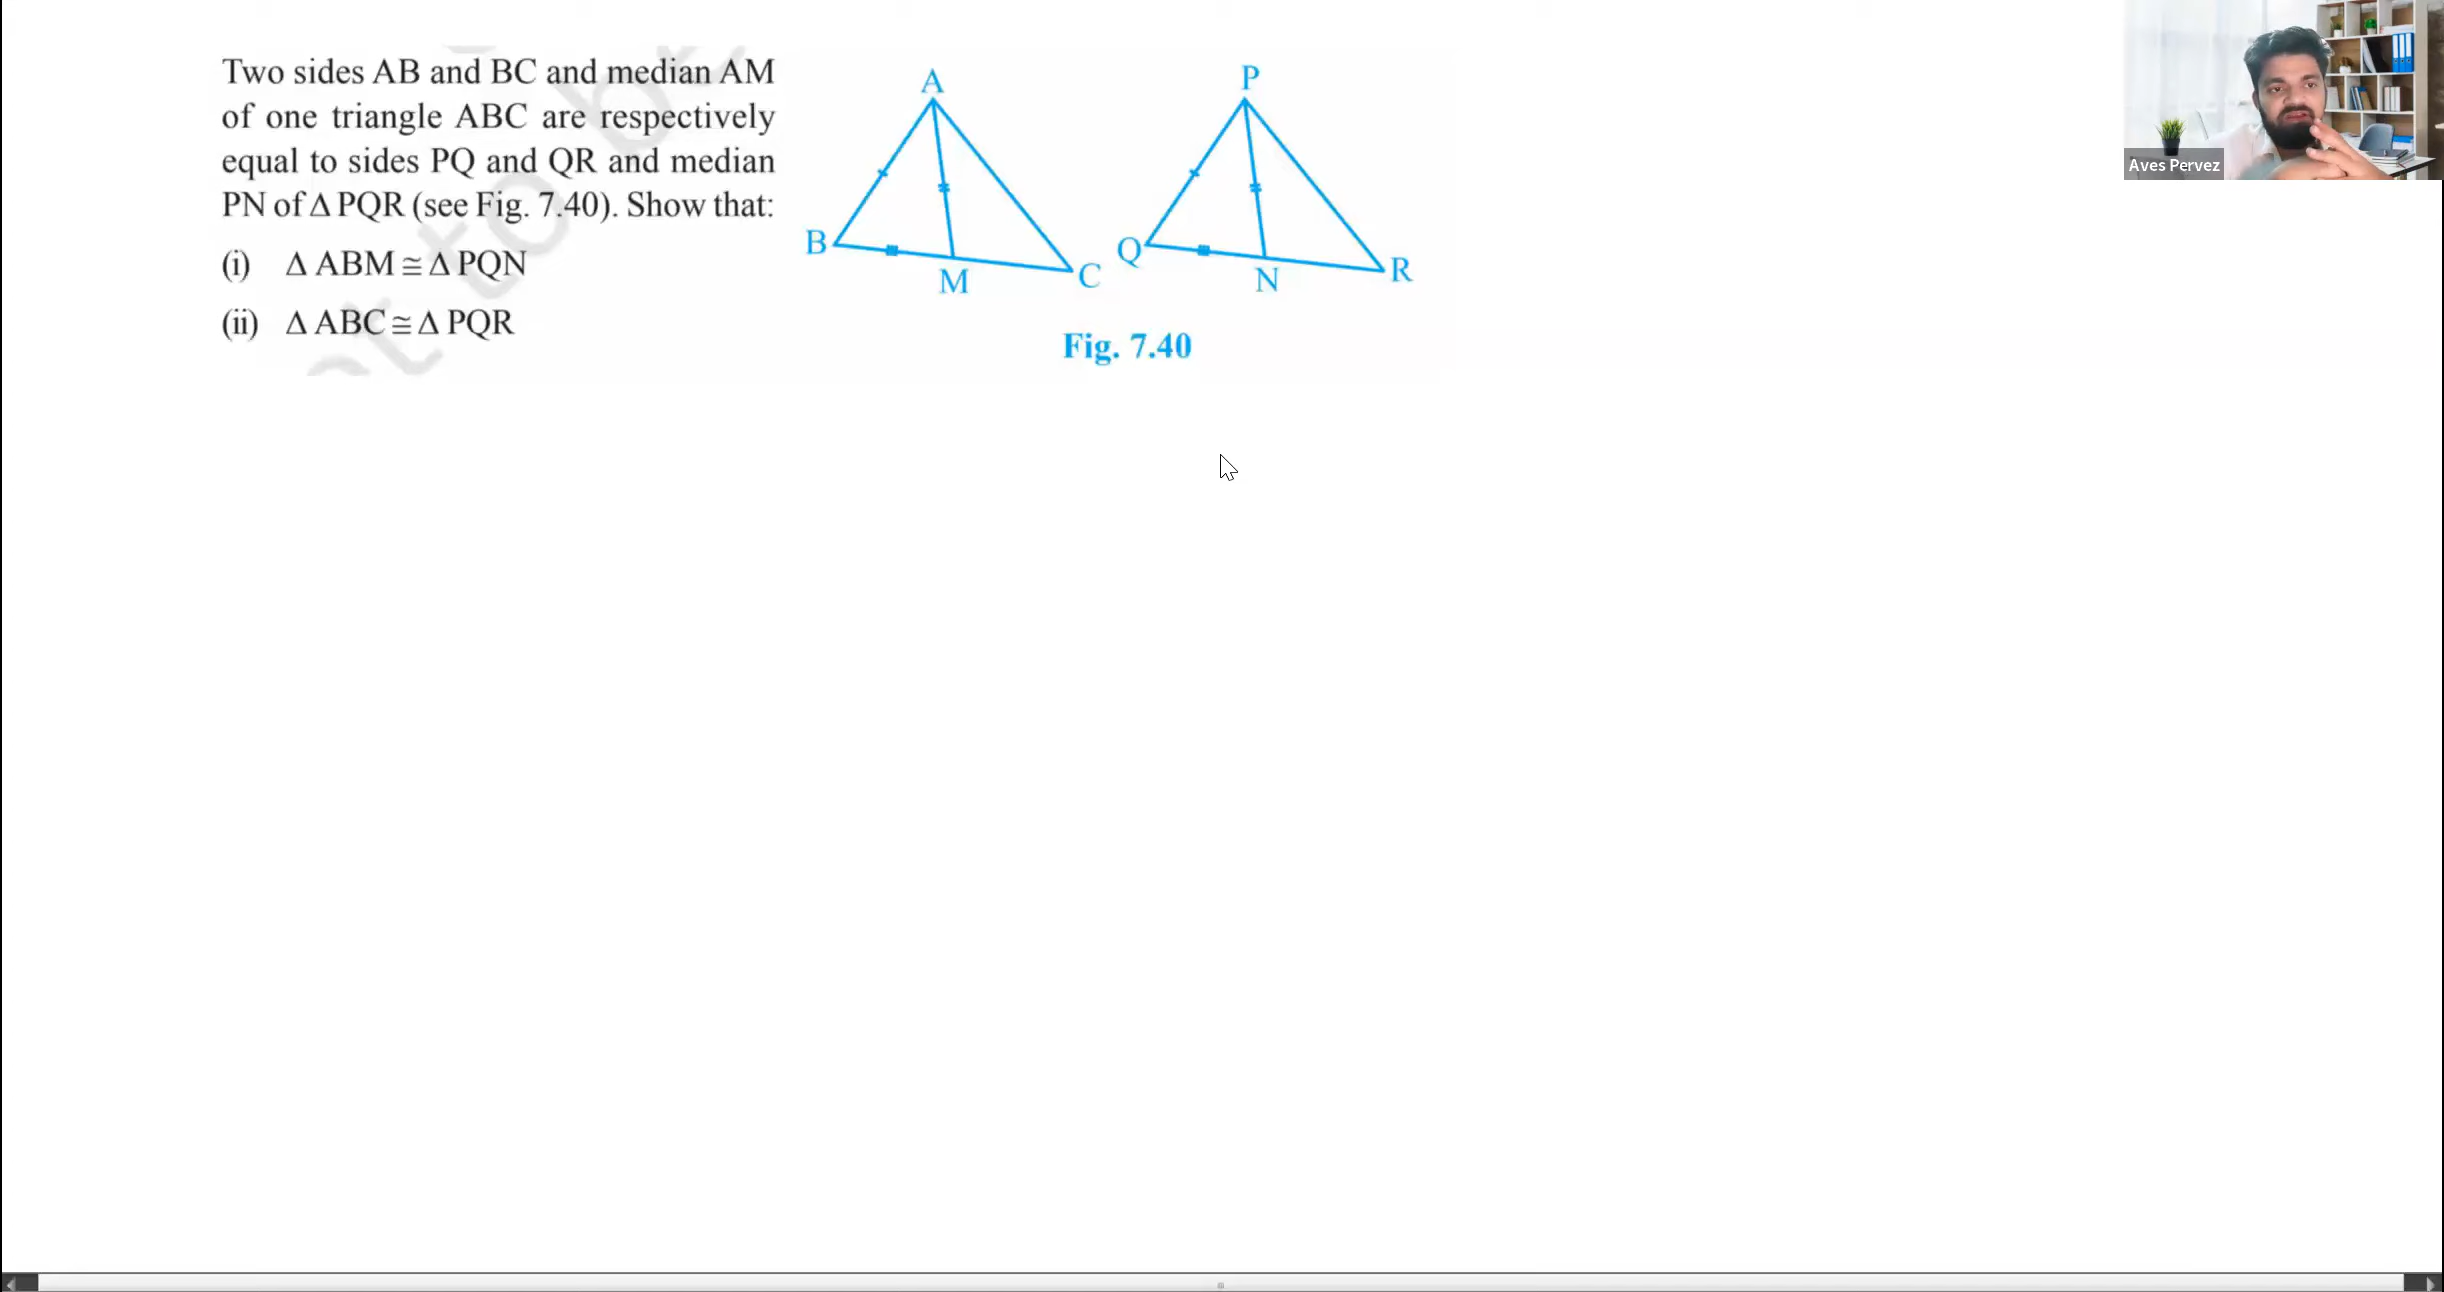 Two sides AB and BC and median AM
of one triangle ABC are respectively
equal to sides PQ and QR and median
PN of Δ PQR (see Fig. 7.40). Show that:
(i) Δ ABM ≅ Δ PQN
(ii) Δ ABC ≅ Δ PQR
A
B
M
C
P
Q
N
R
Fig. 7.40
Aves Pervez